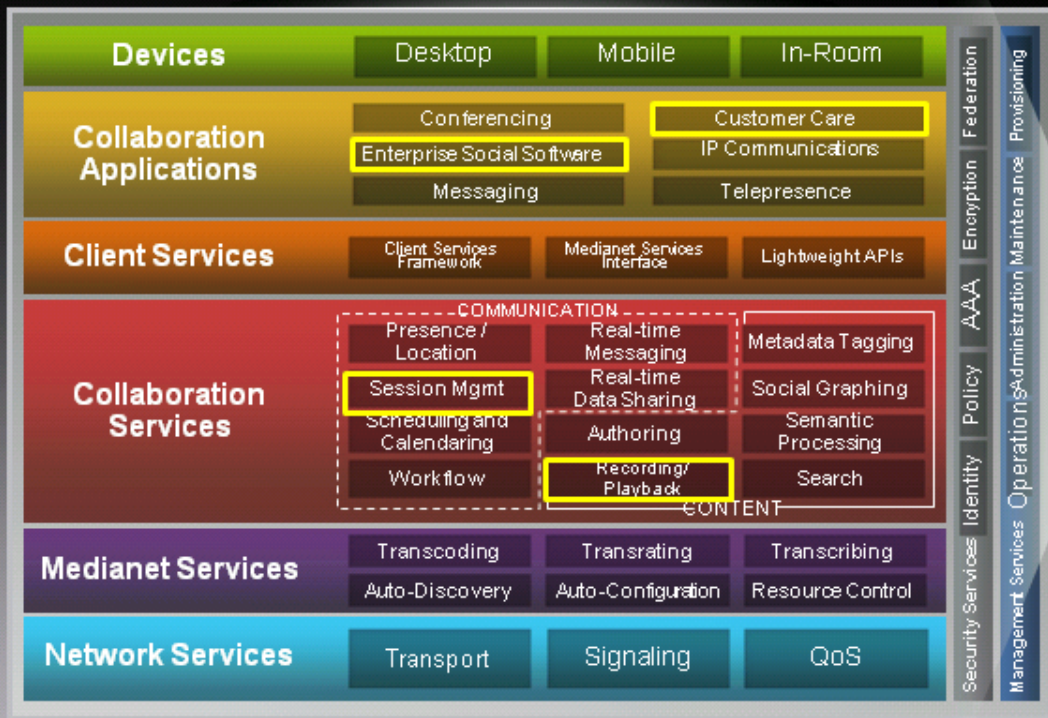 Devices
Desktop
Mobile
In-Room
Collaboration
Applications
Conferencing
Customer Care
Enterprise Social Software
IP Communications
Messaging
Telepresence
Client Services
Client Services
Framework
Medianet Services
Interface
Lightweight APIs
Collaboration
Services
COMMUNICATION
Presence /
Location
Real-time
Messaging
Metadata Tagging
Session Mgmt
Real-time
Data Sharing
Social Graphing
Scheduling and
Calendaring
Authoring
Semantic
Processing
Workflow
Recording/
Playback
Search
CONTENT
Medianet Services
Transcoding
Transrating
Transcribing
Auto-Discovery
Auto-Configuration
Resource Control
Network Services
Transport
Signaling
QoS
Security Services
Identity
Policy
AAA
Encryption
Federation
Management Services
Operations
Administration
Maintenance
Provisioning